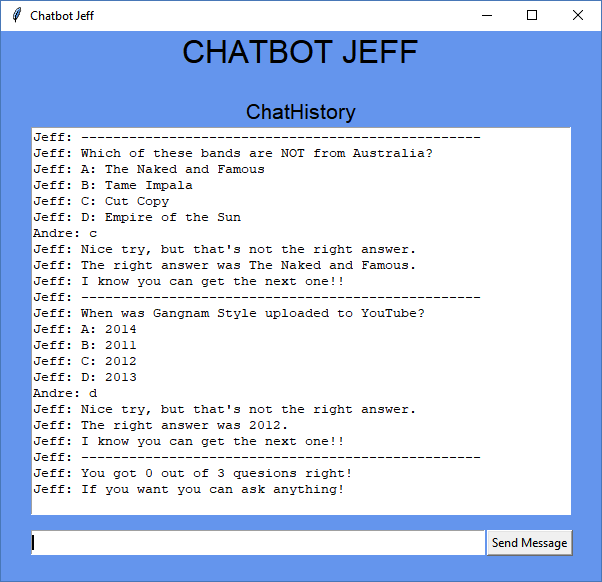 Chatbot Jeff
CHATBOT JEFF
ChatHistory
Jeff: --------------------------------------------------
Jeff: Which of these bands are NOT from Australia?
Jeff: A: The Naked and Famous
Jeff: B: Tame Impala
Jeff: C: Cut Copy
Jeff: D: Empire of the Sun
Andre: c
Jeff: Nice try, but that's not the right answer.
Jeff: The right answer was The Naked and Famous.
Jeff: I know you can get the next one!!
Jeff: --------------------------------------------------
Jeff: When was Gangnam Style uploaded to YouTube?
Jeff: A: 2014
Jeff: B: 2011
Jeff: C: 2012
Jeff: D: 2013
Andre: d
Jeff: Nice try, but that's not the right answer.
Jeff: The right answer was 2012.
Jeff: I know you can get the next one!!
Jeff: --------------------------------------------------
Jeff: You got 0 out of 3 quesions right!
Jeff: If you want you can ask anything!
Send Message